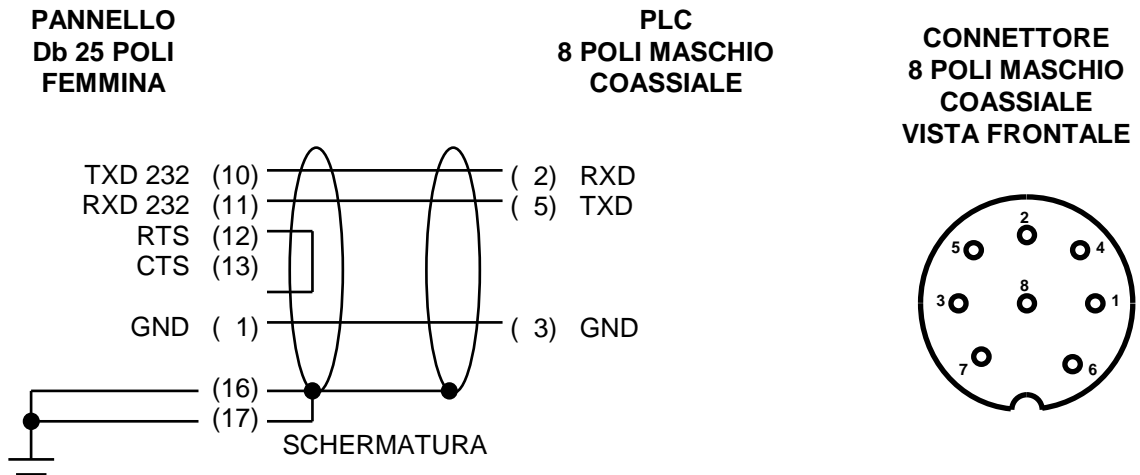 PANNELLO
Db 25 POLI
FEMMINA
PLC
8 POLI MASCHIO
COASSIALE
CONNETTORE
8 POLI MASCHIO
COASSIALE
VISTA FRONTALE
TXD 232 (10) ( 2) RXD
RXD 232 (11) ( 5) TXD
RTS (12)
CTS (13)
GND ( 1) ( 3) GND
(16)
(17)
SCHERMATURA
2
5 4
8
3 1
7 6